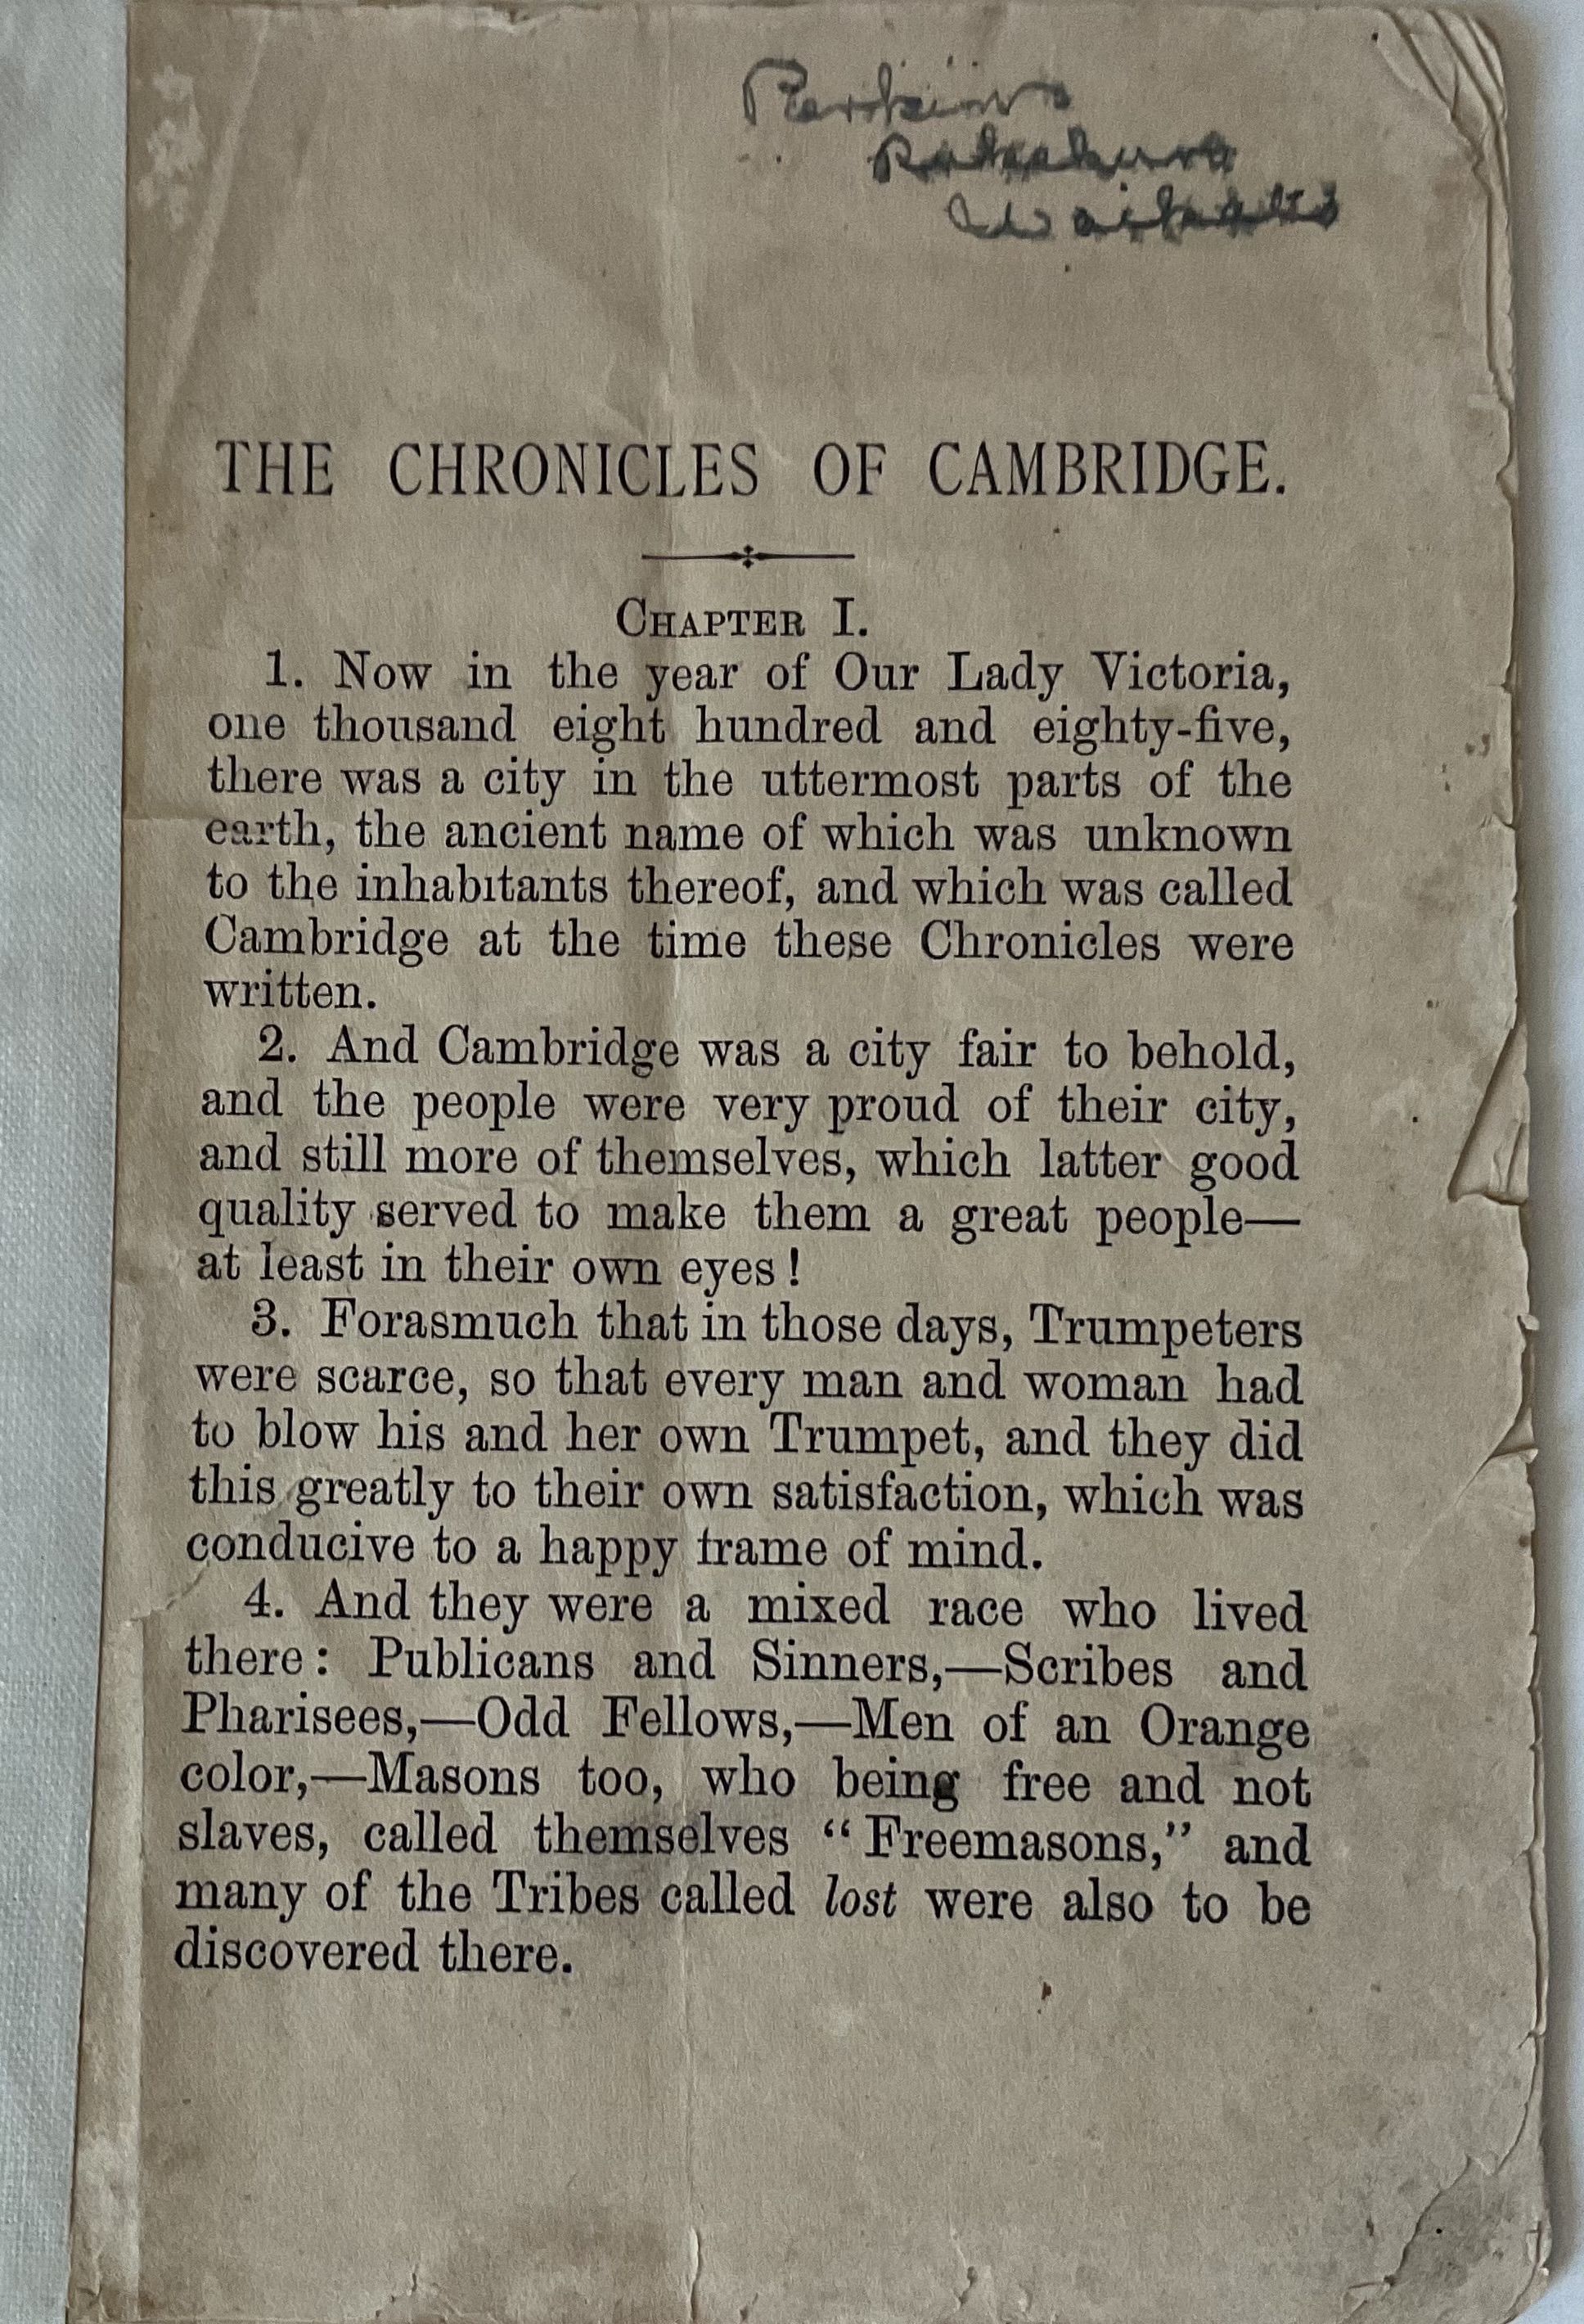 THE CHRONICLES OF CAMBRIDGE.
CHAPTER I.
1. Now in the year of Our Lady Victoria,
one thousand eight hundred and eighty-five,
there was a city in the uttermost parts of the
earth, the ancient name of which was unknown
to the inhabitants thereof, and which was called
Cambridge at the time these Chronicles were
written.
2. And Cambridge was a city fair to behold,
and the people were very proud of their city,
and still more of themselves, which latter good
quality served to make them a great people—
at least in their own eyes!
3. Forasmuch that in those days, Trumpeters
were scarce, so that every man and woman had
to blow his and her own Trumpet, and they did
this greatly to their own satisfaction, which was
conducive to a happy frame of mind.
4. And they were a mixed race who lived
there: Publicans and Sinners,—Scribes and
Pharisees,—Odd Fellows,—Men of an Orange
color,—Masons too, who being free and not
slaves, called themselves "Freemasons," and
many of the Tribes called lost were also to be
discovered there.